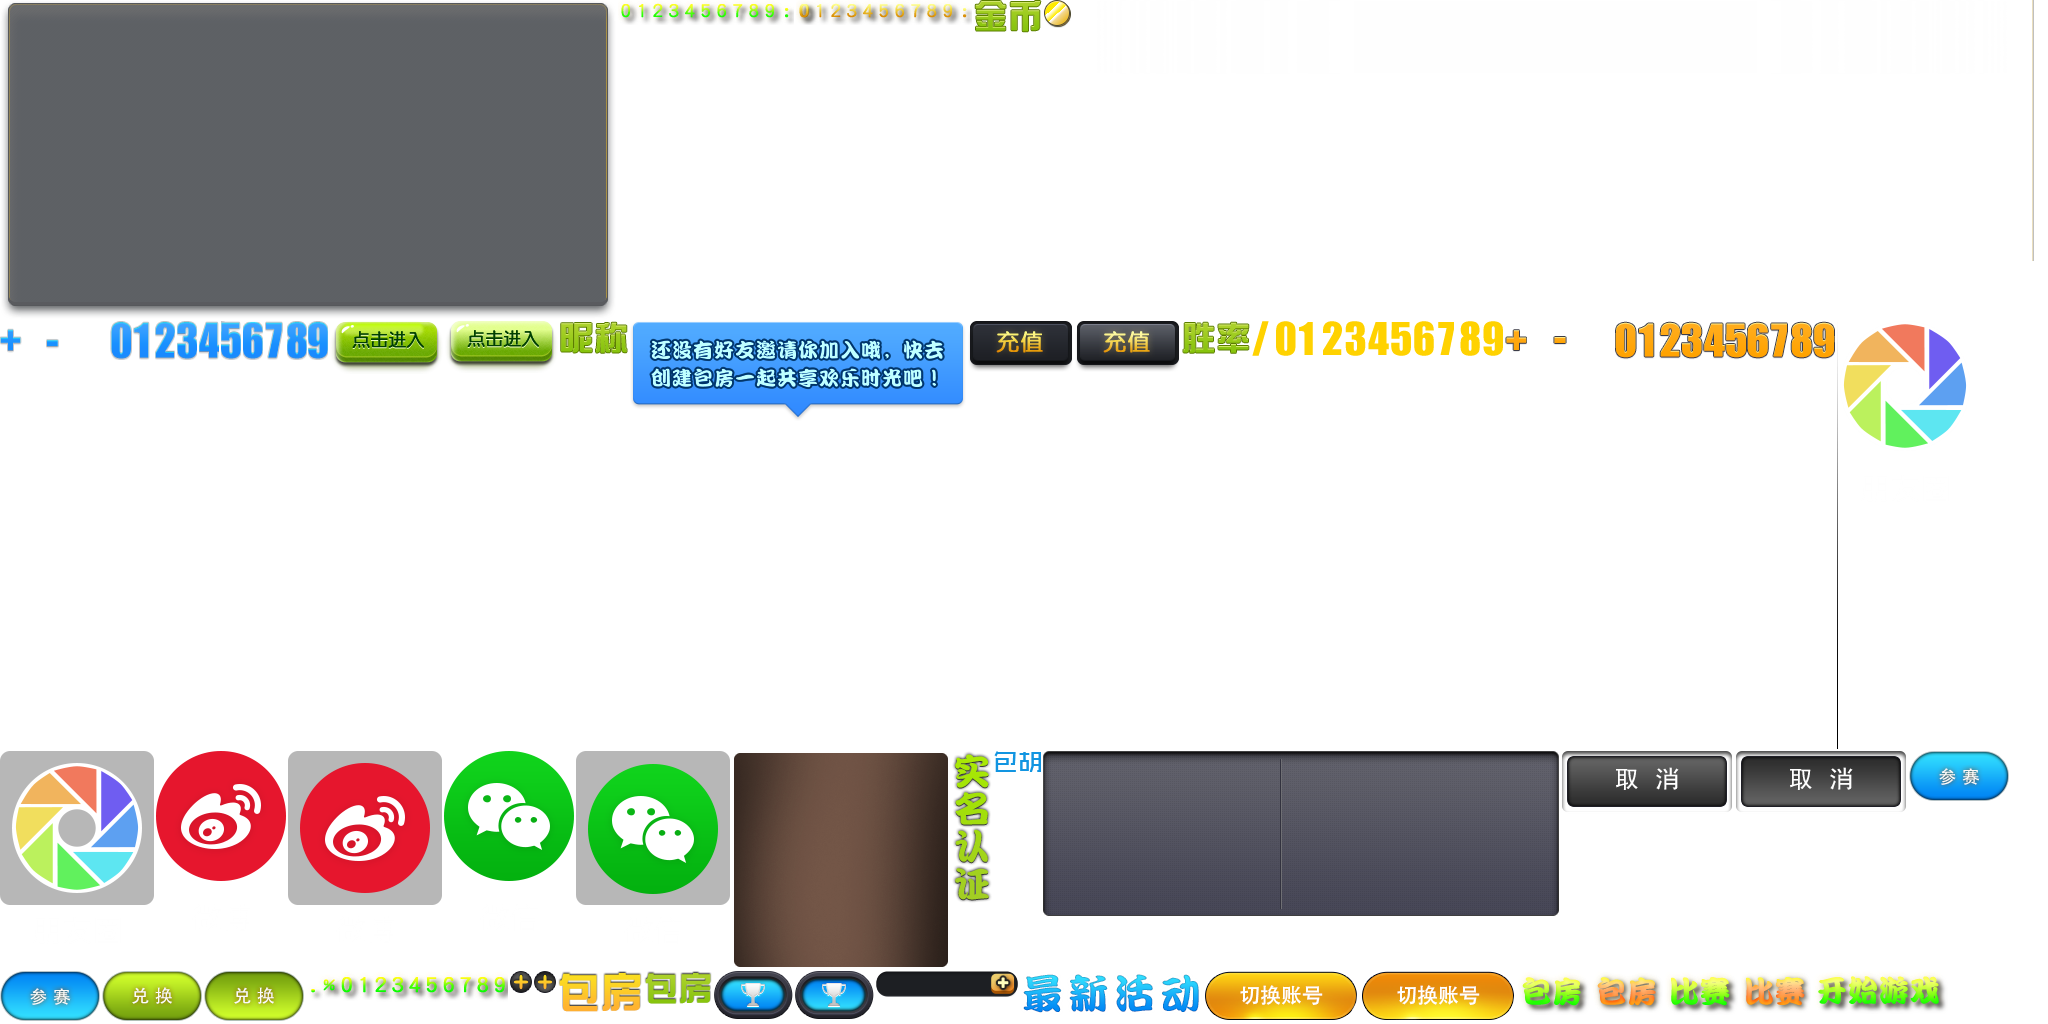 0123456789:0123456789:金币
+ - 0123456789
点击进入
点击进入
昵称
还没有好友邀请你加入哦，快去
创建包房一起共享欢乐时光吧！
充值
充值
胜率/0123456789+ - 0123456789
实名认证
包胡
取 消
取 消
参 赛
参 赛
兑 换
兑 换
.%0123456789
包房
包房
最新活动
切换账号
切换账号
包房
包房
比赛
比赛
开始游戏